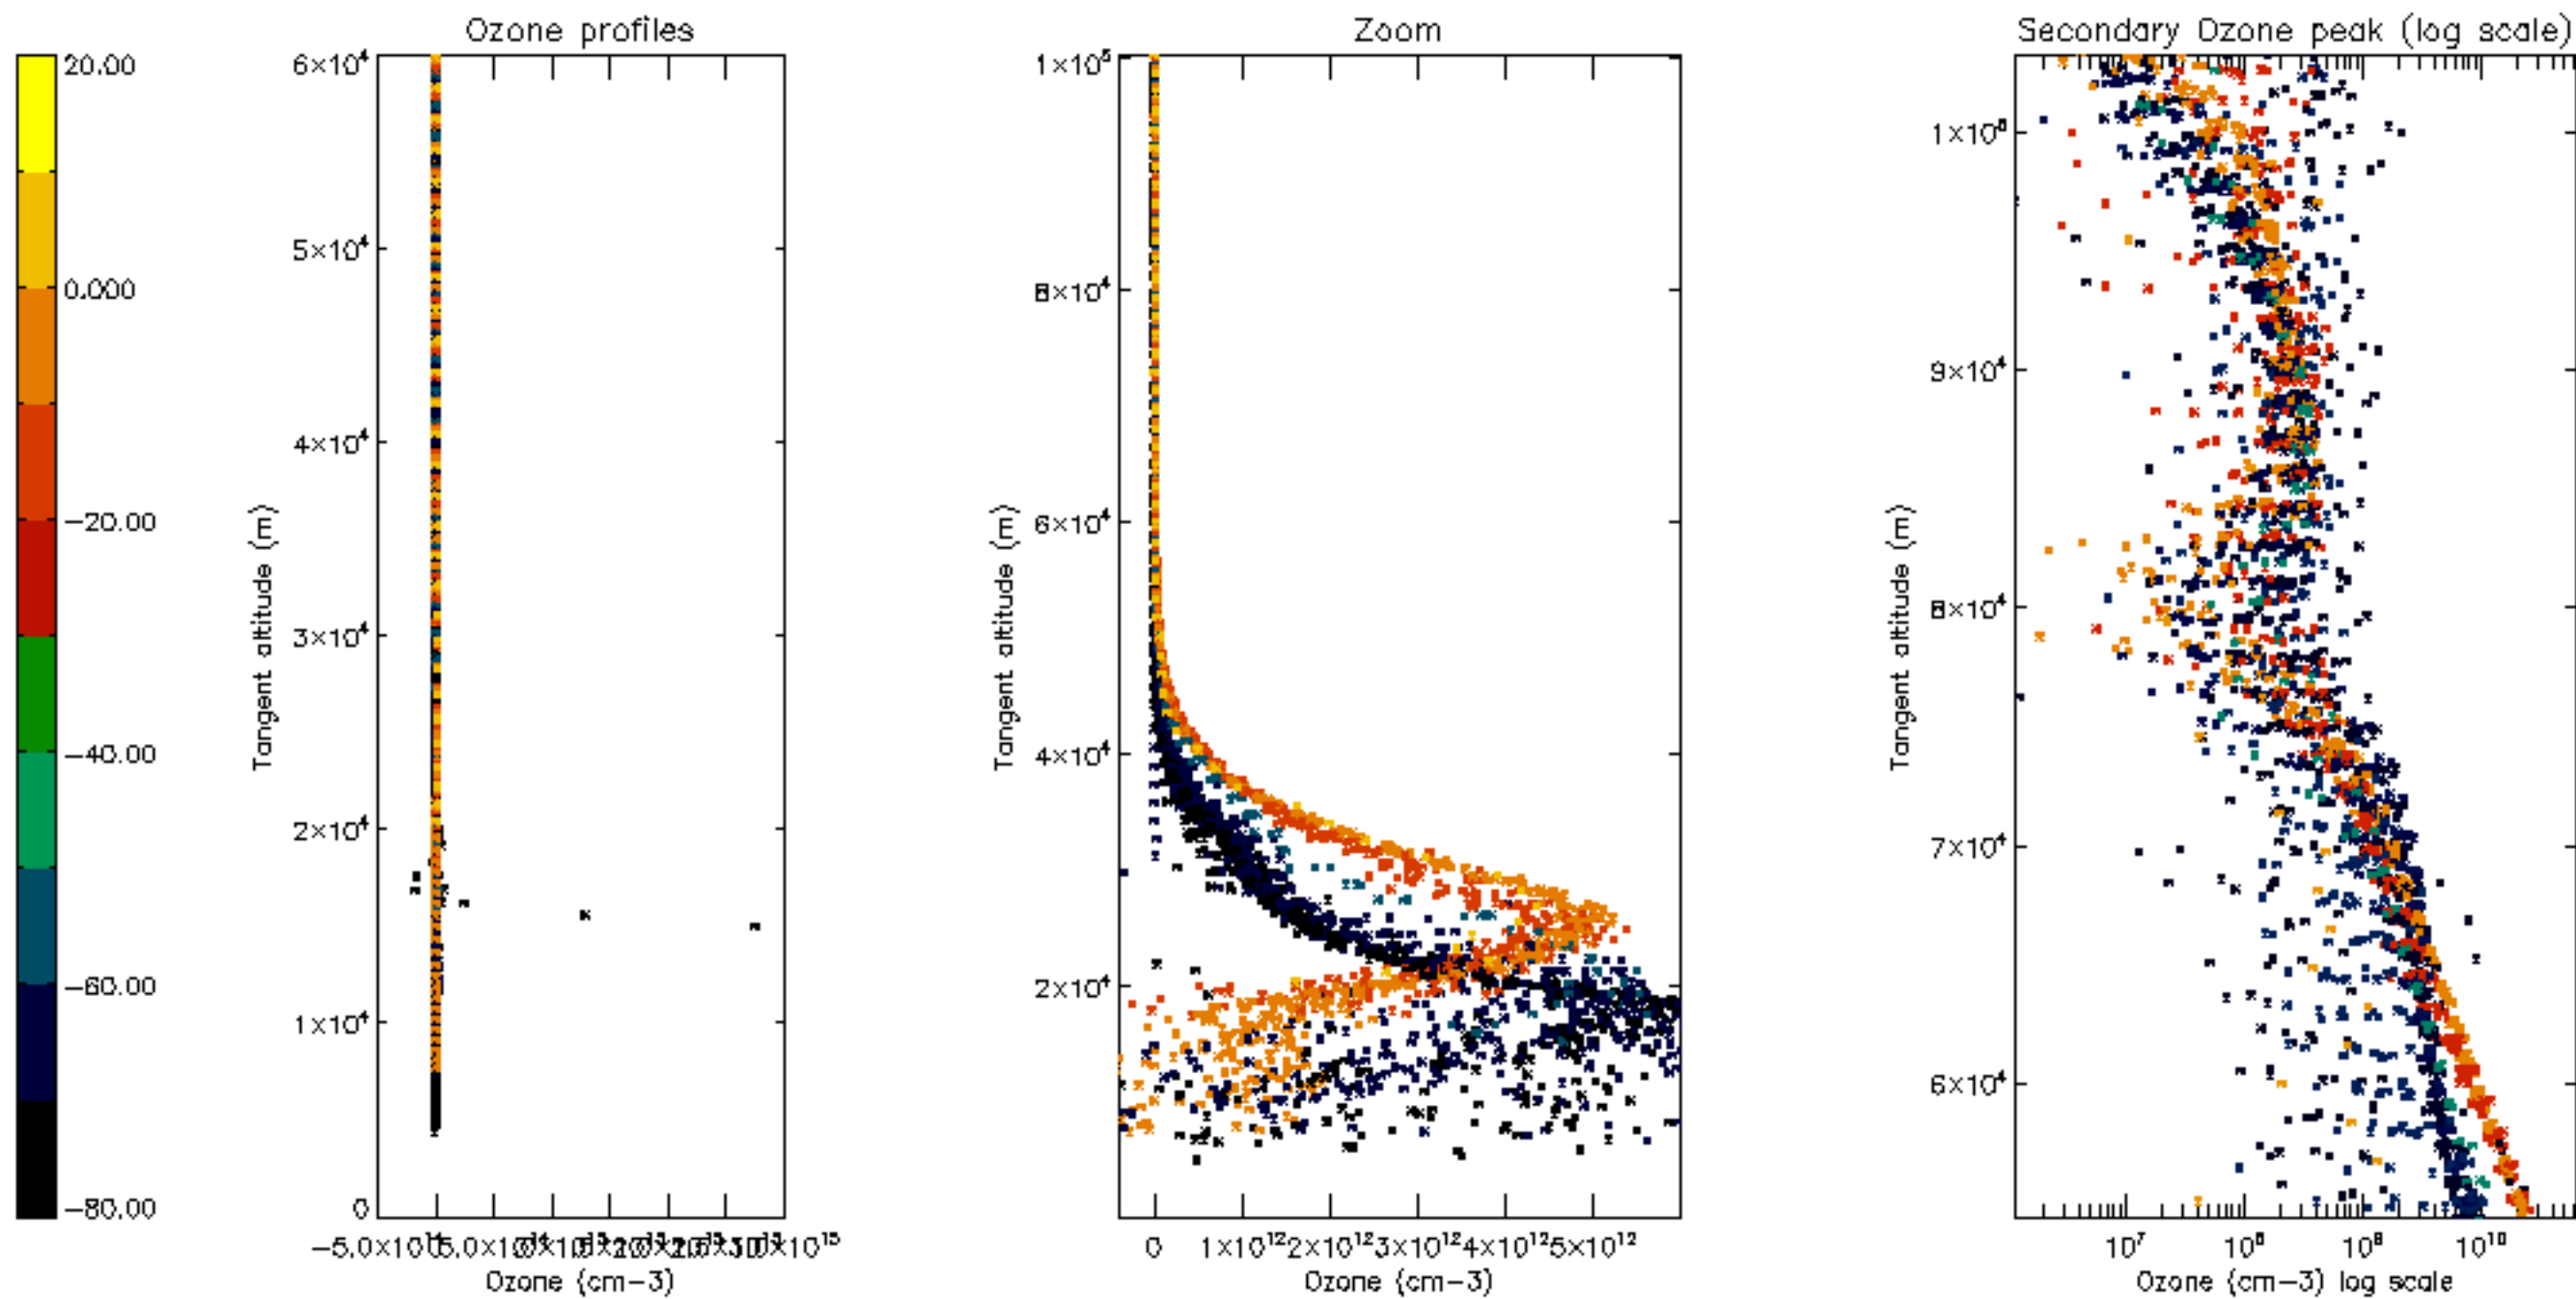 Ozone profiles
Zoom
Secondary Ozone peak (log scale)
20.00
0.000
−20.00
−40.00
−60.00
−80.00
6×10⁴
5×10⁴
4×10⁴
3×10⁴
2×10⁴
1×10⁴
0
Tangent altitude (m)
Ozone (cm−3)
1×10⁵
8×10⁴
6×10⁴
4×10⁴
2×10⁴
Tangent altitude (m)
0 1×10¹² 2×10¹² 3×10¹² 4×10¹² 5×10¹²
Ozone (cm−3)
9×10⁴
8×10⁴
7×10⁴
6×10⁴
Tangent altitude (m)
10⁷ 10⁸ 10⁹ 10¹⁰
Ozone (cm−3) log scale